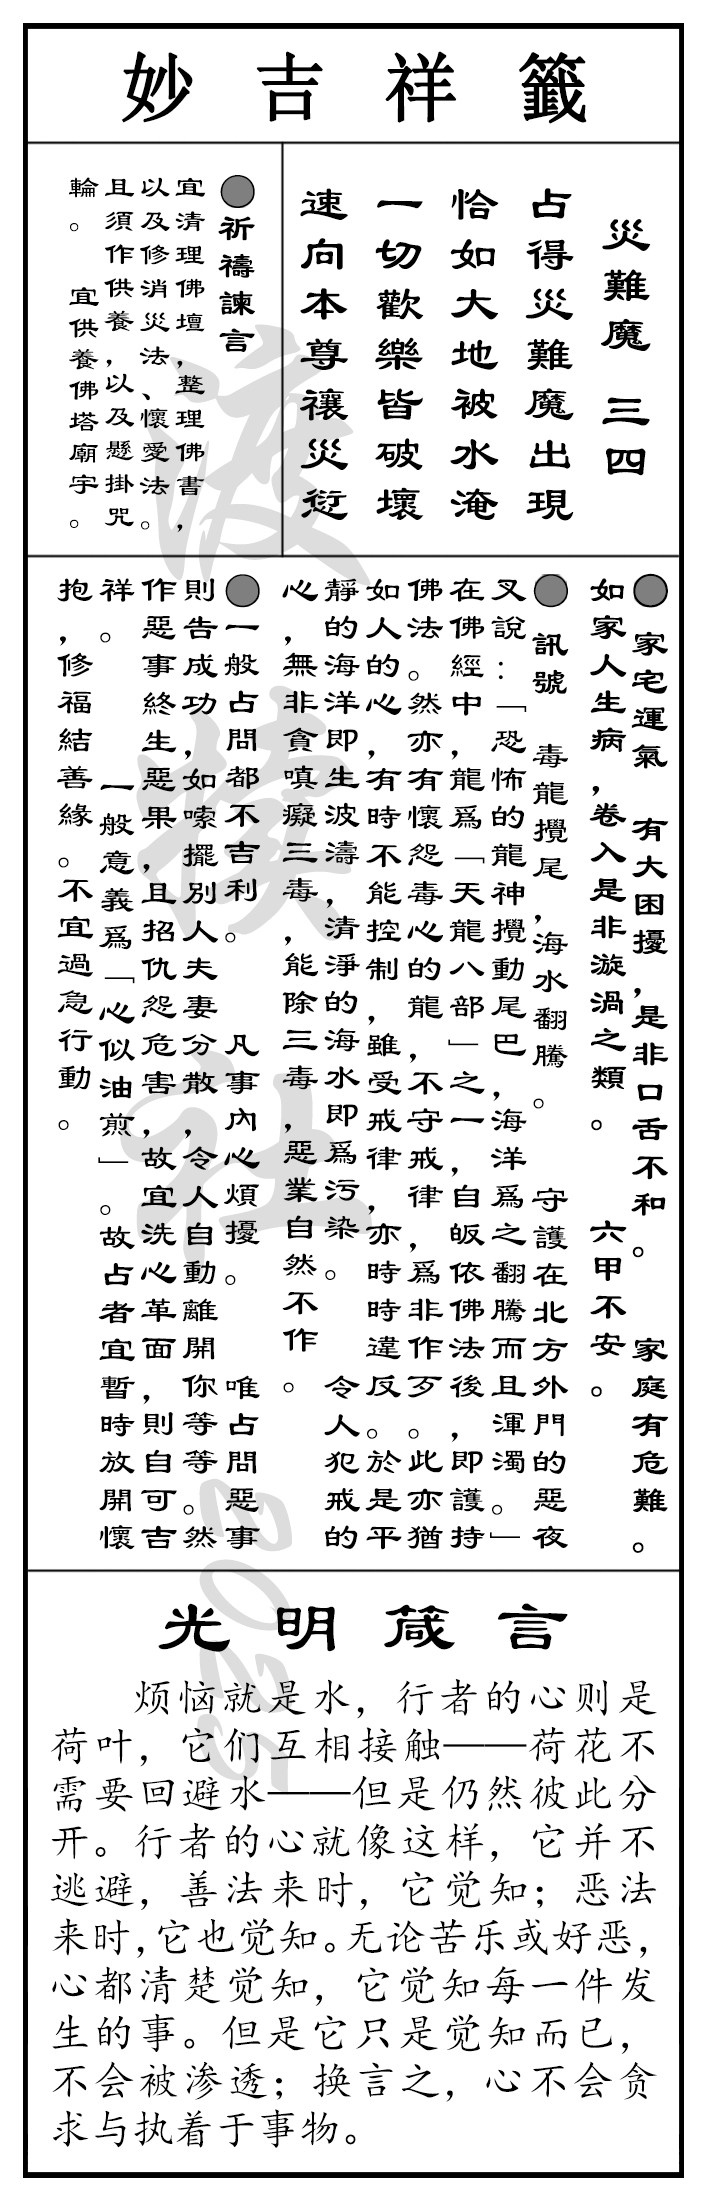 妙吉祥籤
災難魔 三四
占得災難魔出現
恰如大地被水淹
一切歡樂皆破壞
速向本尊禳災愆
●祈禱諫言
宜清理佛壇,整理佛書,
以及修消災法、懷愛法。
且須作供養,以及懸掛咒
輪。 宜供養佛塔廟宇。
● 家宅運氣 有大困擾,是非口舌不和。 家庭有危難。
如家人生病,卷入是非漩渦之類。 六甲不安。
● 訊號 毒龍攪尾,海水翻騰。 守護在北方外門的惡夜
叉說:「恐怖的龍神攪動尾巴,海洋爲之翻騰而且渾濁。」
在佛經中,龍爲「天龍八部」之一,自皈依佛法後,即護持
佛法。然亦有懷怨毒心的龍,不守戒律,爲非作歹。此亦猶
如人的心,有時不能控制,雖受戒律,亦時時違反。於是平
靜的海洋即生波濤,清淨的海水即爲污染。 令人犯戒的
心,無非貪嗔癡三毒,能除三毒,惡業自然不作。
●一般占問都不吉利。 凡事內心煩擾。 唯占問惡事
則告成功,如嗦擺別人夫妻分散,令人自動離開你等等。然
作惡事終生惡果,且招仇怨危害,故宜洗心革面,則自可吉
祥。 一般意義爲「心似油煎」。故占者宜暫時放開懷
抱,修福結善緣。不宜過急行動。
光明箴言
烦恼就是水，行者的心则是
荷叶，它们互相接触——荷花不
需要回避水——但是仍然彼此分
开。行者的心就像这样，它并不
逃避，善法来时，它觉知；恶法
来时,它也觉知。无论苦乐或好恶,
心都清楚觉知，它觉知每一件发
生的事。但是它只是觉知而已，
不会被渗透；换言之，心不会贪
求与执着于事物。
渡 社
2025